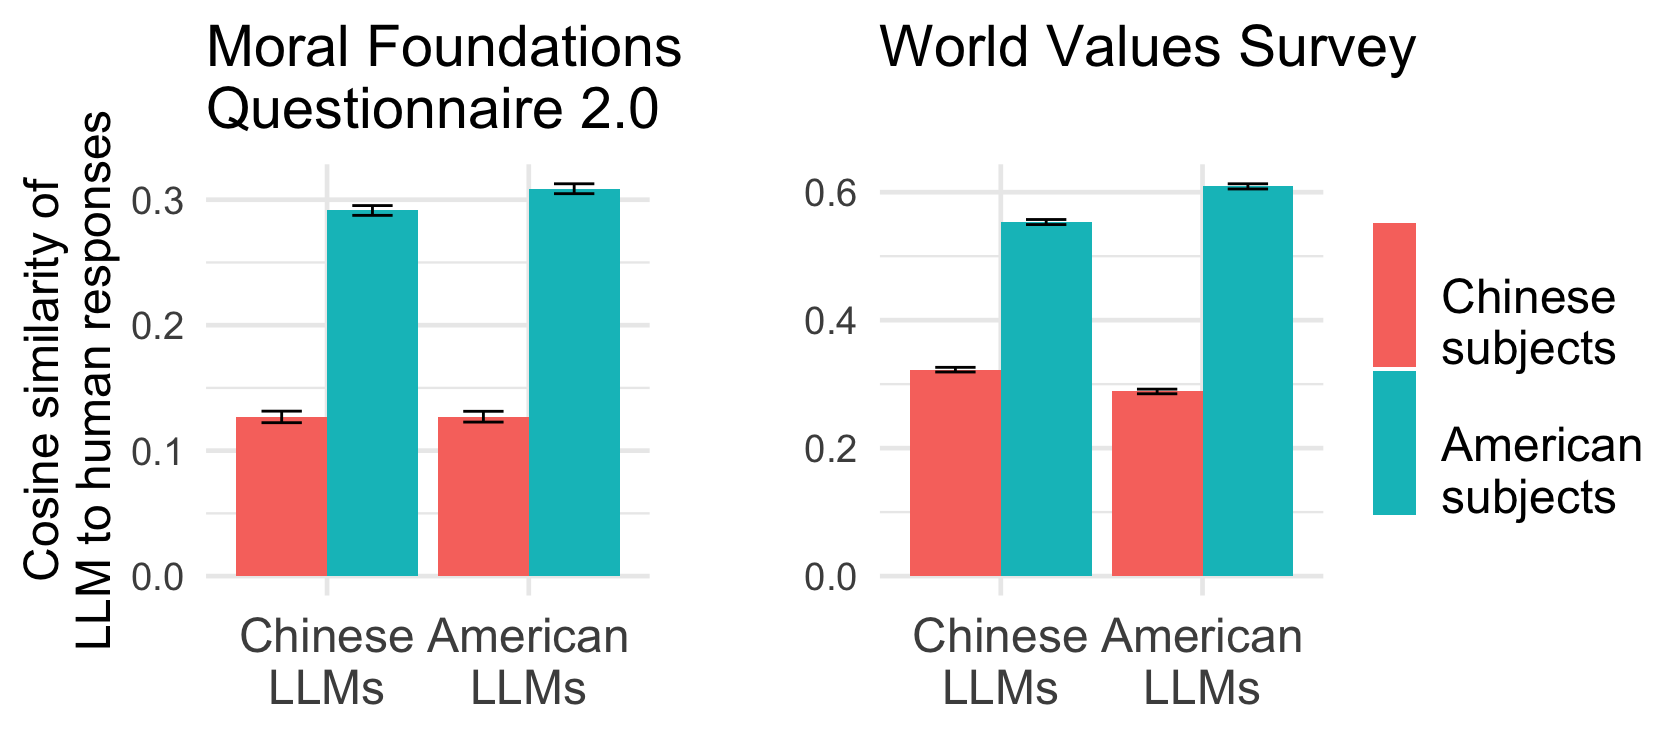 Moral Foundations
Questionnaire 2.0
World Values Survey
Cosine similarity of
LLM to human responses
0.3
0.2
0.1
0.0
Chinese
LLMs
American
LLMs
0.6
0.4
0.2
0.0
Chinese
LLMs
American
LLMs
Chinese
subjects
American
subjects